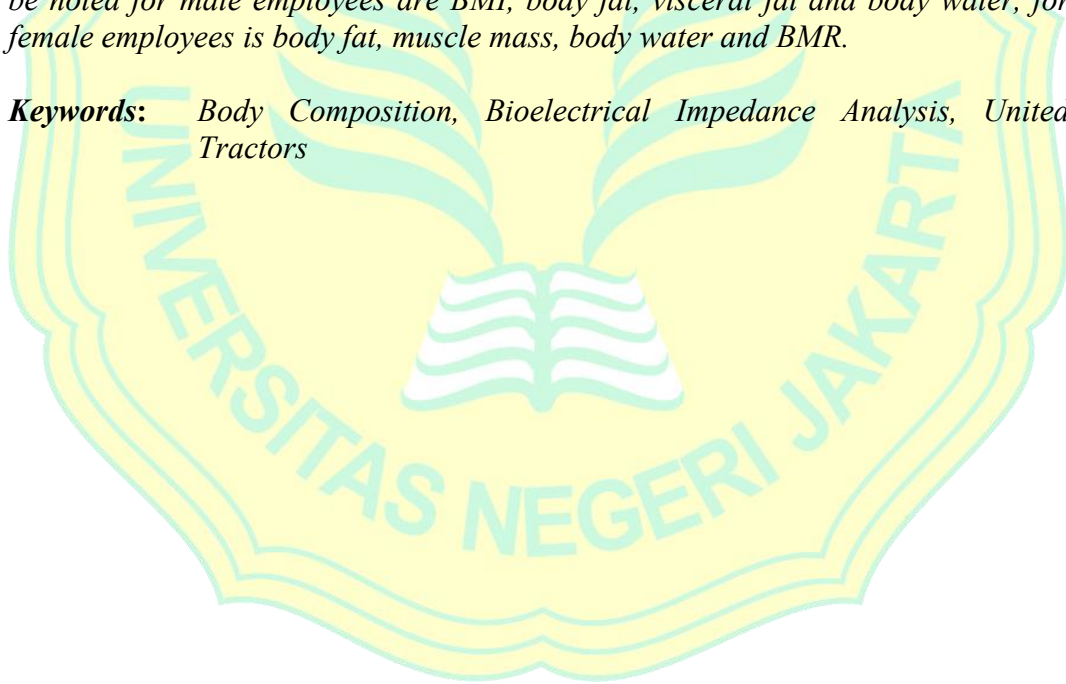 be noted for male employees are BMI, body fat, visceral fat and body water, for
female employees is body fat, muscle mass, body water and BMR.
Keywords: Body Composition, Bioelectrical Impedance Analysis, United
Tractors
UNIVERSITAS NEGERI JAKARTA